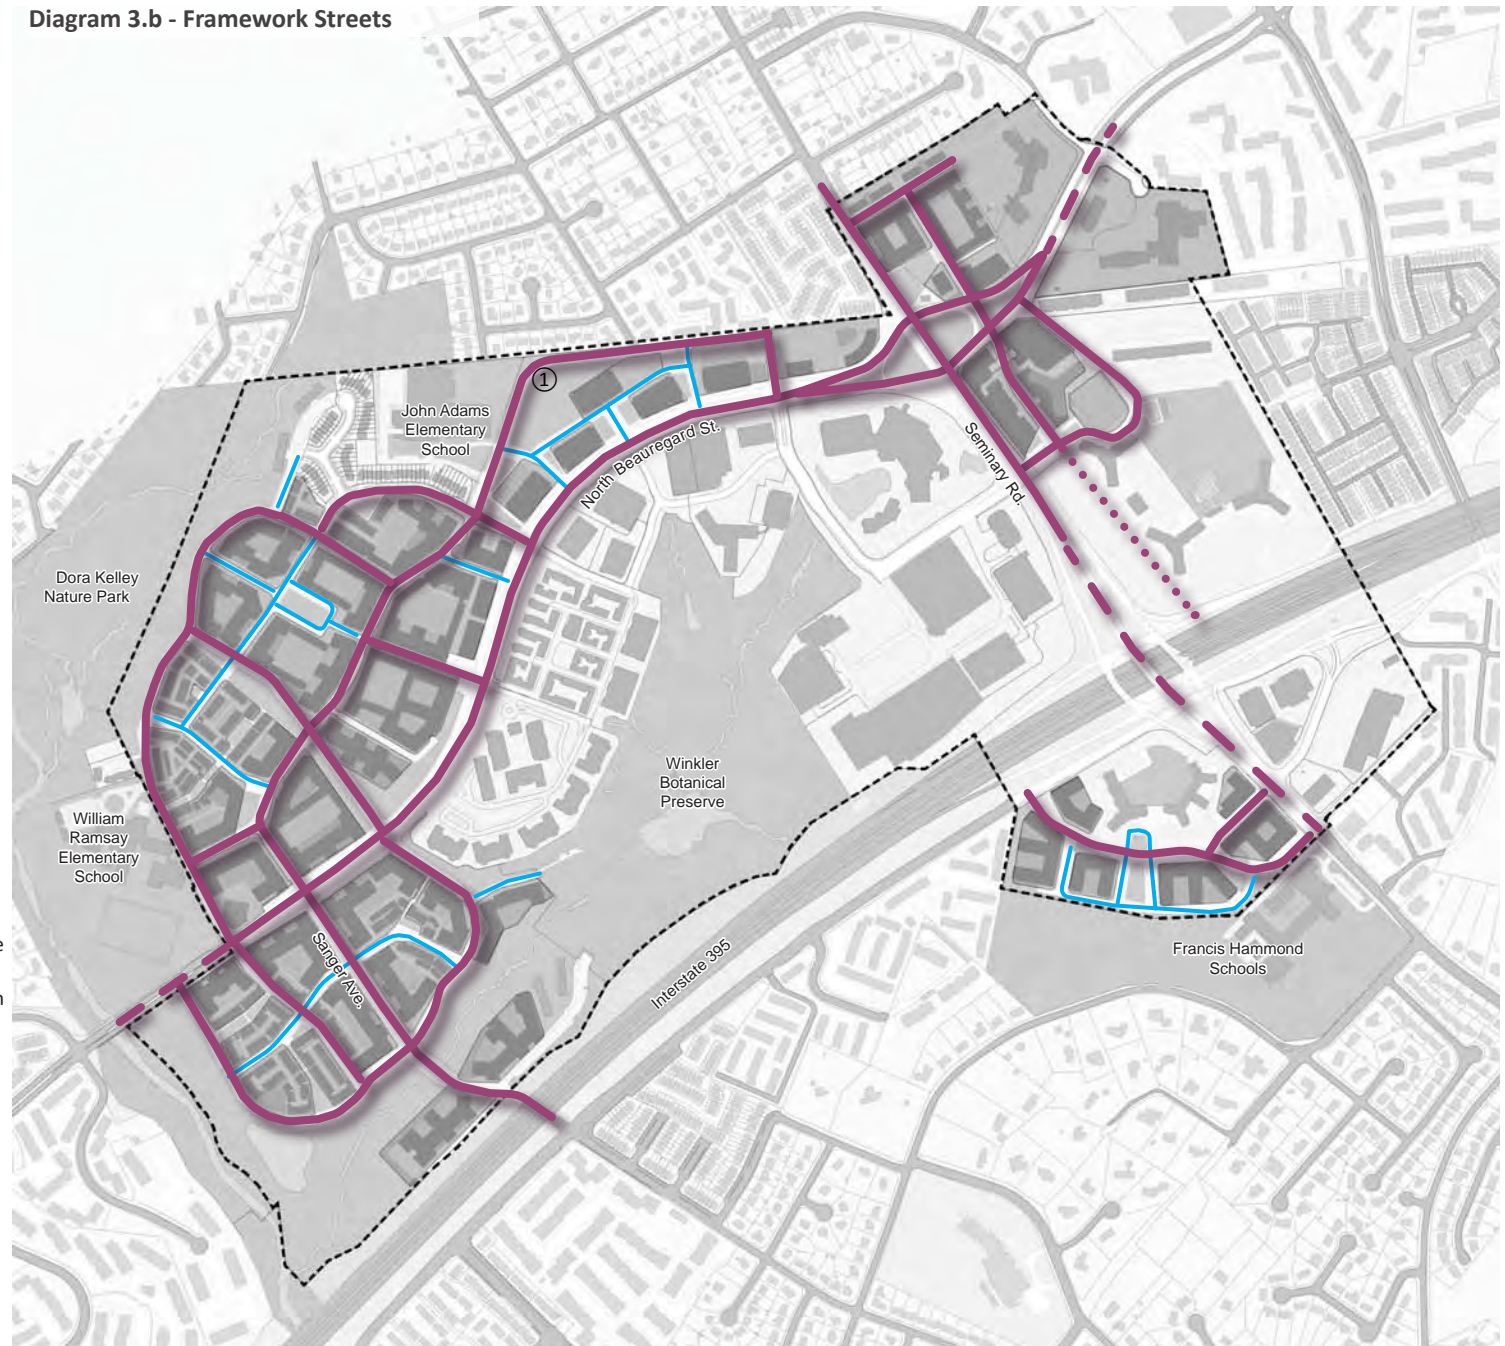 Diagram 3.b - Framework Streets
1
John Adams
Elementary
School
North Beauregard St.
Seminary Rd.
Dora Kelley
Nature Park
Winkler
Botanical
Preserve
William
Ramsay
Elementary
School
Sanger Ave.
Interstate 395
Francis Hammond
Schools
e
n